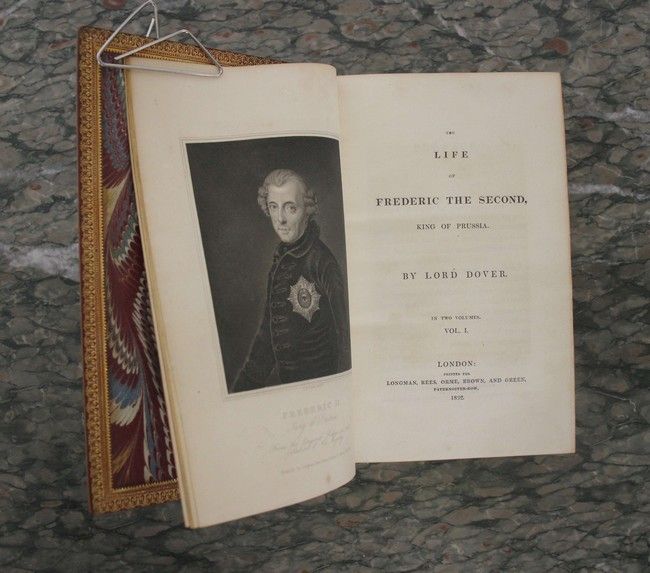 FREDERIC II.
King of Prussia.
THE
LIFE
OF
FREDERIC THE SECOND,
KING OF PRUSSIA.
BY LORD DOVER.
IN TWO VOLUMES.
VOL. I.
LONDON:
PRINTED FOR
LONGMAN, REES, ORME, BROWN, AND GREEN,
PATERNOSTER-ROW,
1832.